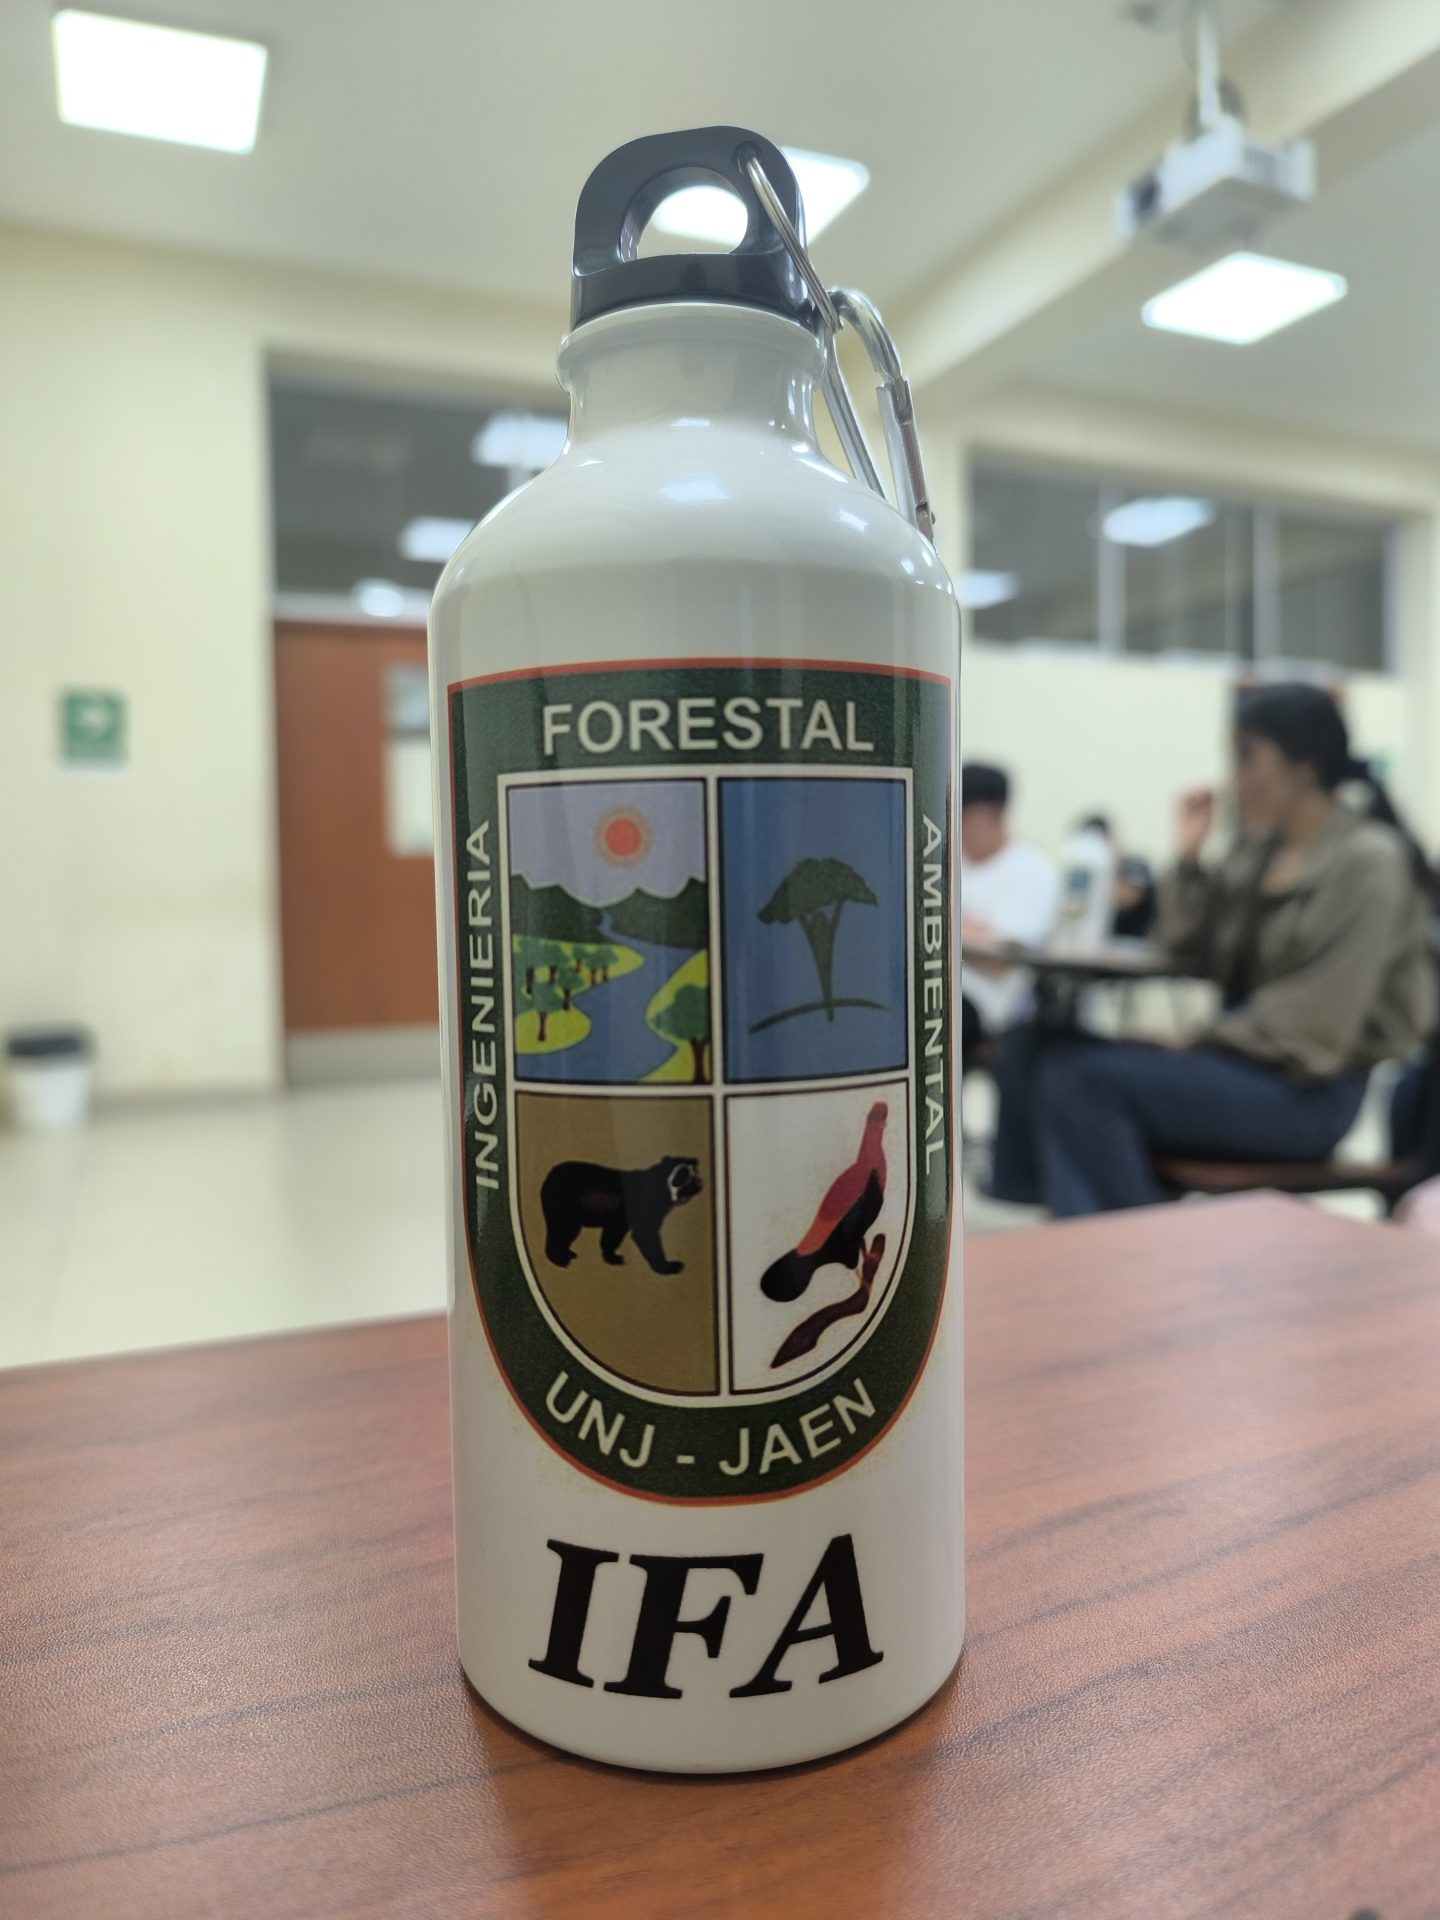 FORESTAL
INGENIERIA
AMBIENTAL
UNJ - JAEN
IFA